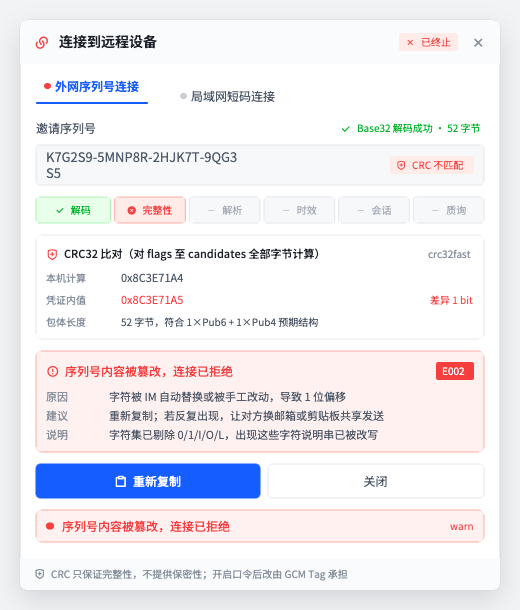 连接到远程设备
× 已终止 ×
外网序列号连接
局域网短码连接
邀请序列号
Base32 解码成功 · 52 字节
K7G2S9-5MNP8R-2HJK7T-9QG3
S5
CRC 不匹配
解码
完整性
— 解析
— 时效
— 会话
— 质询
CRC32 比对（对 flags 至 candidates 全部字节计算）
crc32fast
本机计算 0x8C3E71A4
凭证内值 0x8C3E71A5 差异 1 bit
包体长度 52 字节，符合 1×Pub6 + 1×Pub4 预期结构
序列号内容被篡改，连接已拒绝
E002
原因 字符被 IM 自动替换或被手工改动，导致 1 位偏移
建议 重新复制；若反复出现，让对方换邮箱或剪贴板共享发送
说明 字符集已剔除 0/1/I/O/L，出现这些字符说明串已被改写
重新复制
关闭
序列号内容被篡改，连接已拒绝
warn
CRC 只保证完整性，不提供保密性；开启口令后改由 GCM Tag 承担